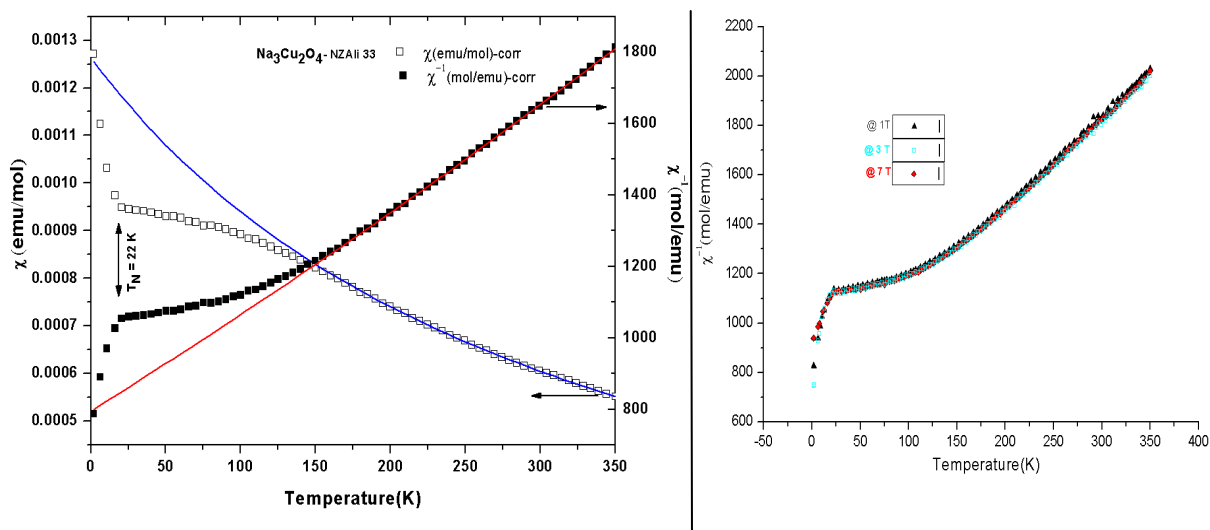 0.0013
0.0012
0.0011
0.0010
0.0009
0.0008
0.0007
0.0006
0.0005
χ (emu/mol)
Na₃Cu₂O₄- NZAli 33
χ(emu/mol)-corr
χ⁻¹(mol/emu)-corr
T_N = 22 K
1800
1600
1400
1200
1000
800
χ⁻¹(mol/emu)
0 50 100 150 200 250 300 350
Temperature(K)
2200
2000
1800
1600
1400
1200
1000
800
600
χ⁻¹(mol/emu)
@ 1T
@ 3 T
@ 7 T
-50 0 50 100 150 200 250 300 350 400
Temperature(K)